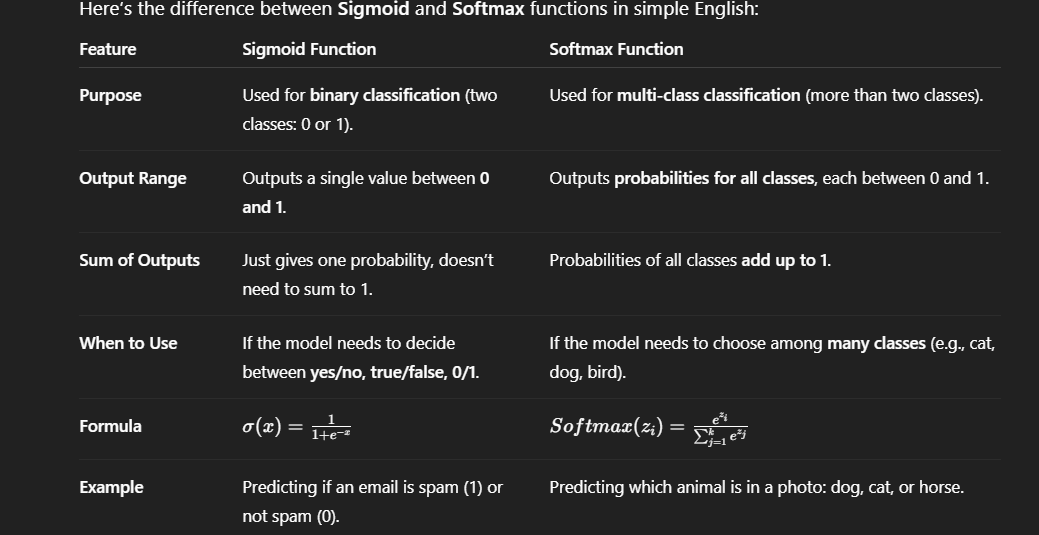 Here's the difference between Sigmoid and Softmax functions in simple English:
Feature Sigmoid Function Softmax Function
Purpose Used for binary classification (two Used for multi-class classification (more than two classes).
classes: 0 or 1).
Output Range Outputs a single value between 0 Outputs probabilities for all classes, each between 0 and 1.
and 1.
Sum of Outputs Just gives one probability, doesn't Probabilities of all classes add up to 1.
need to sum to 1.
When to Use If the model needs to decide If the model needs to choose among many classes (e.g., cat,
between yes/no, true/false, 0/1. dog, bird).
Formula σ(x) = 1/(1+e^{-x}) Softmax(z_i) = e^{z_i}/∑_{j=1}^{k} e^{z_j}
Example Predicting if an email is spam (1) or Predicting which animal is in a photo: dog, cat, or horse.
not spam (0).